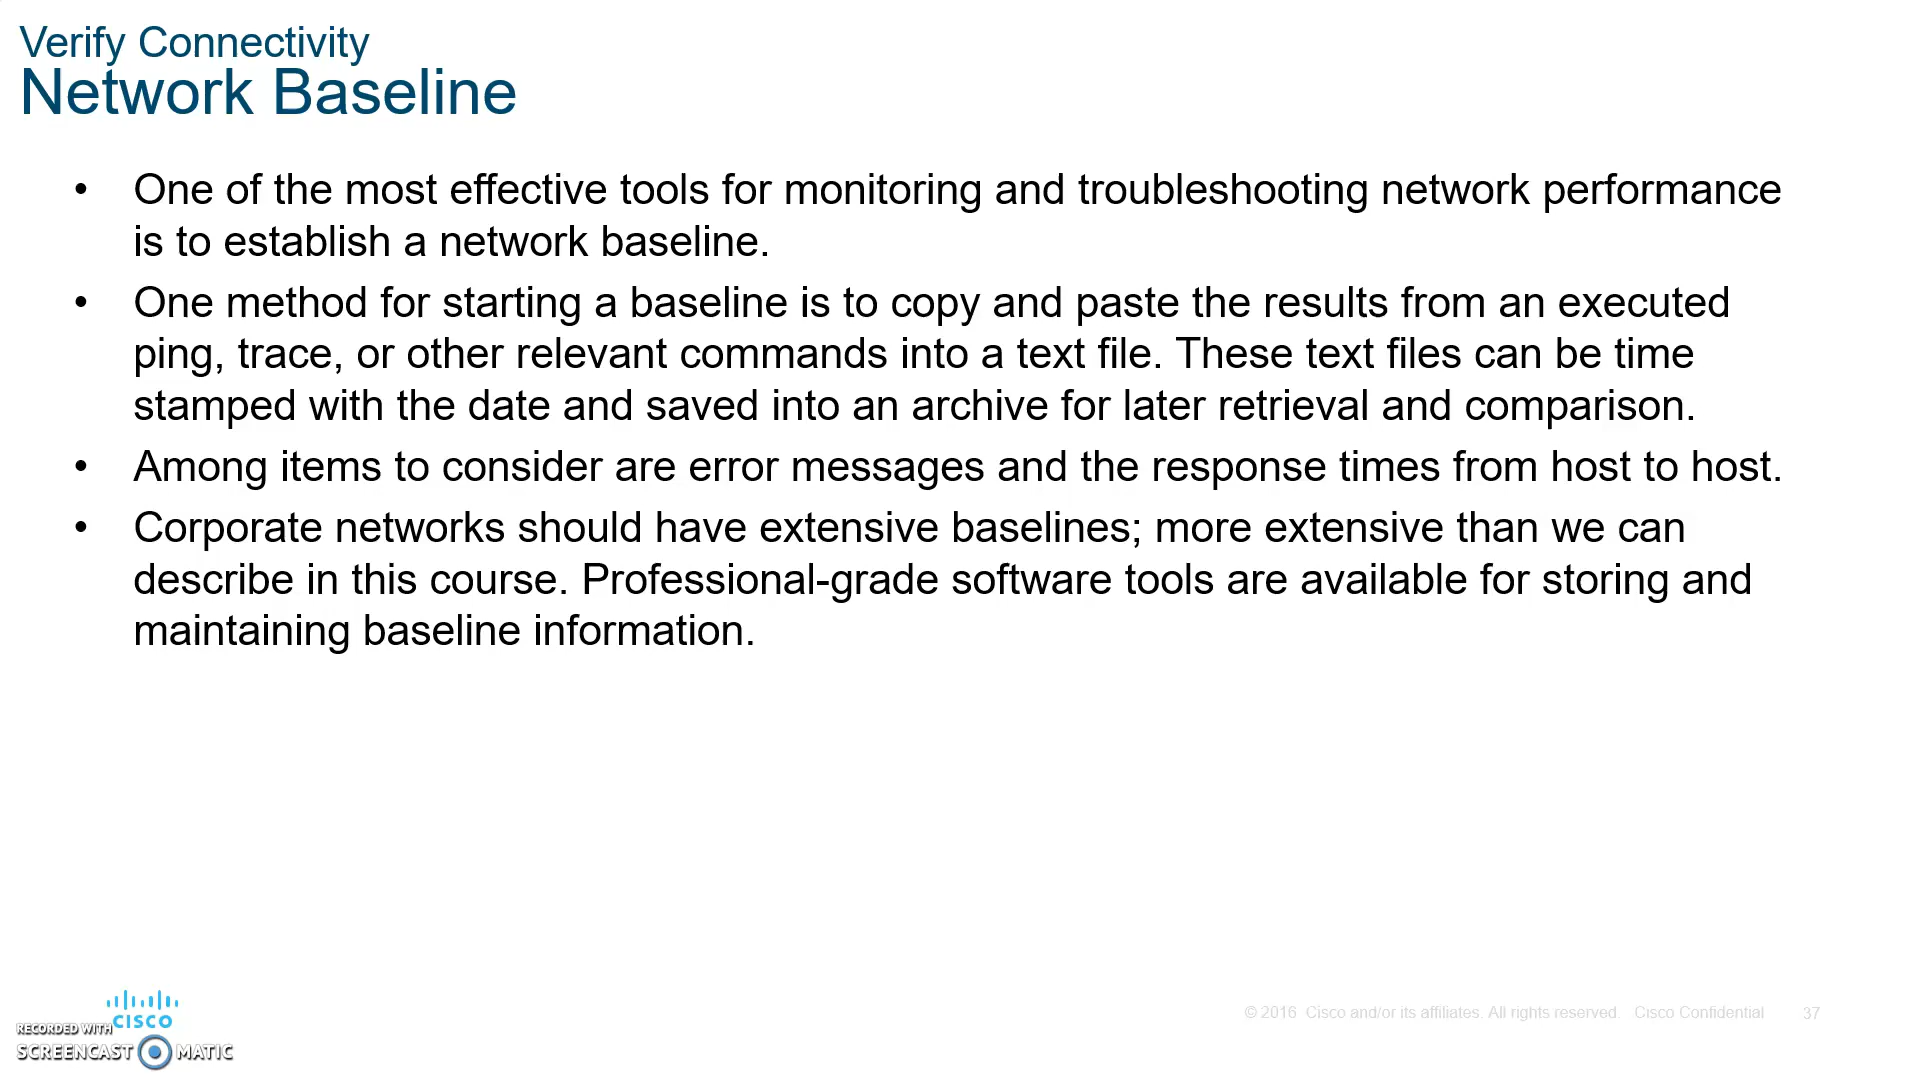 Verify Connectivity
Network Baseline
• One of the most effective tools for monitoring and troubleshooting network performance
is to establish a network baseline.
• One method for starting a baseline is to copy and paste the results from an executed
ping, trace, or other relevant commands into a text file. These text files can be time
stamped with the date and saved into an archive for later retrieval and comparison.
• Among items to consider are error messages and the response times from host to host.
• Corporate networks should have extensive baselines; more extensive than we can
describe in this course. Professional-grade software tools are available for storing and
maintaining baseline information.
CISCO
RECORDED WITH
SCREENCAST MATIC
© 2016 Cisco and/or its affiliates. All rights reserved. Cisco Confidential 37